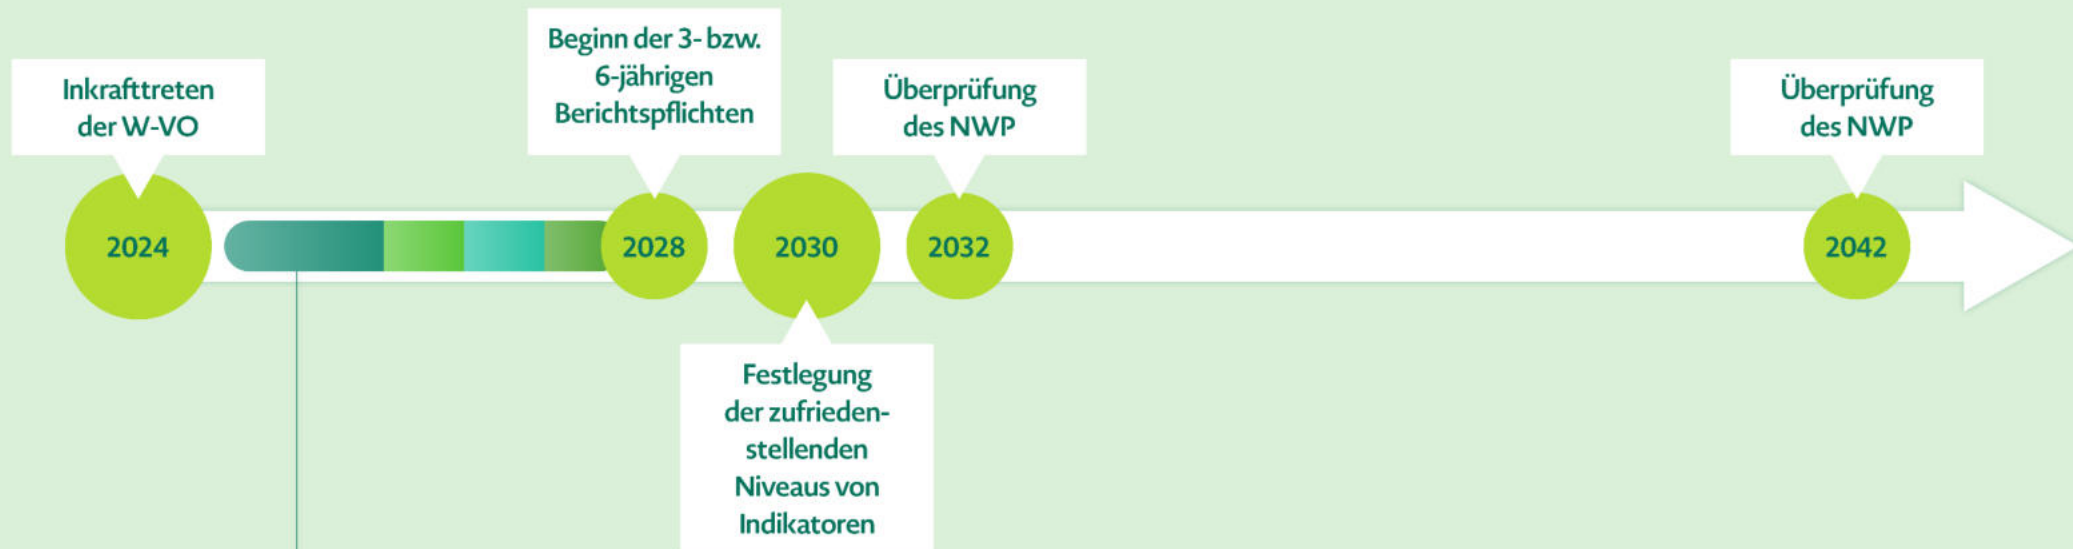 Inkrafttreten
der W-VO
Beginn der 3- bzw.
6-jährigen
Berichtspflichten
Überprüfung
des NWP
Überprüfung
des NWP
2024
2028
2030
2032
2042
Festlegung
der zufrieden-
stellenden
Niveaus von
Indikatoren